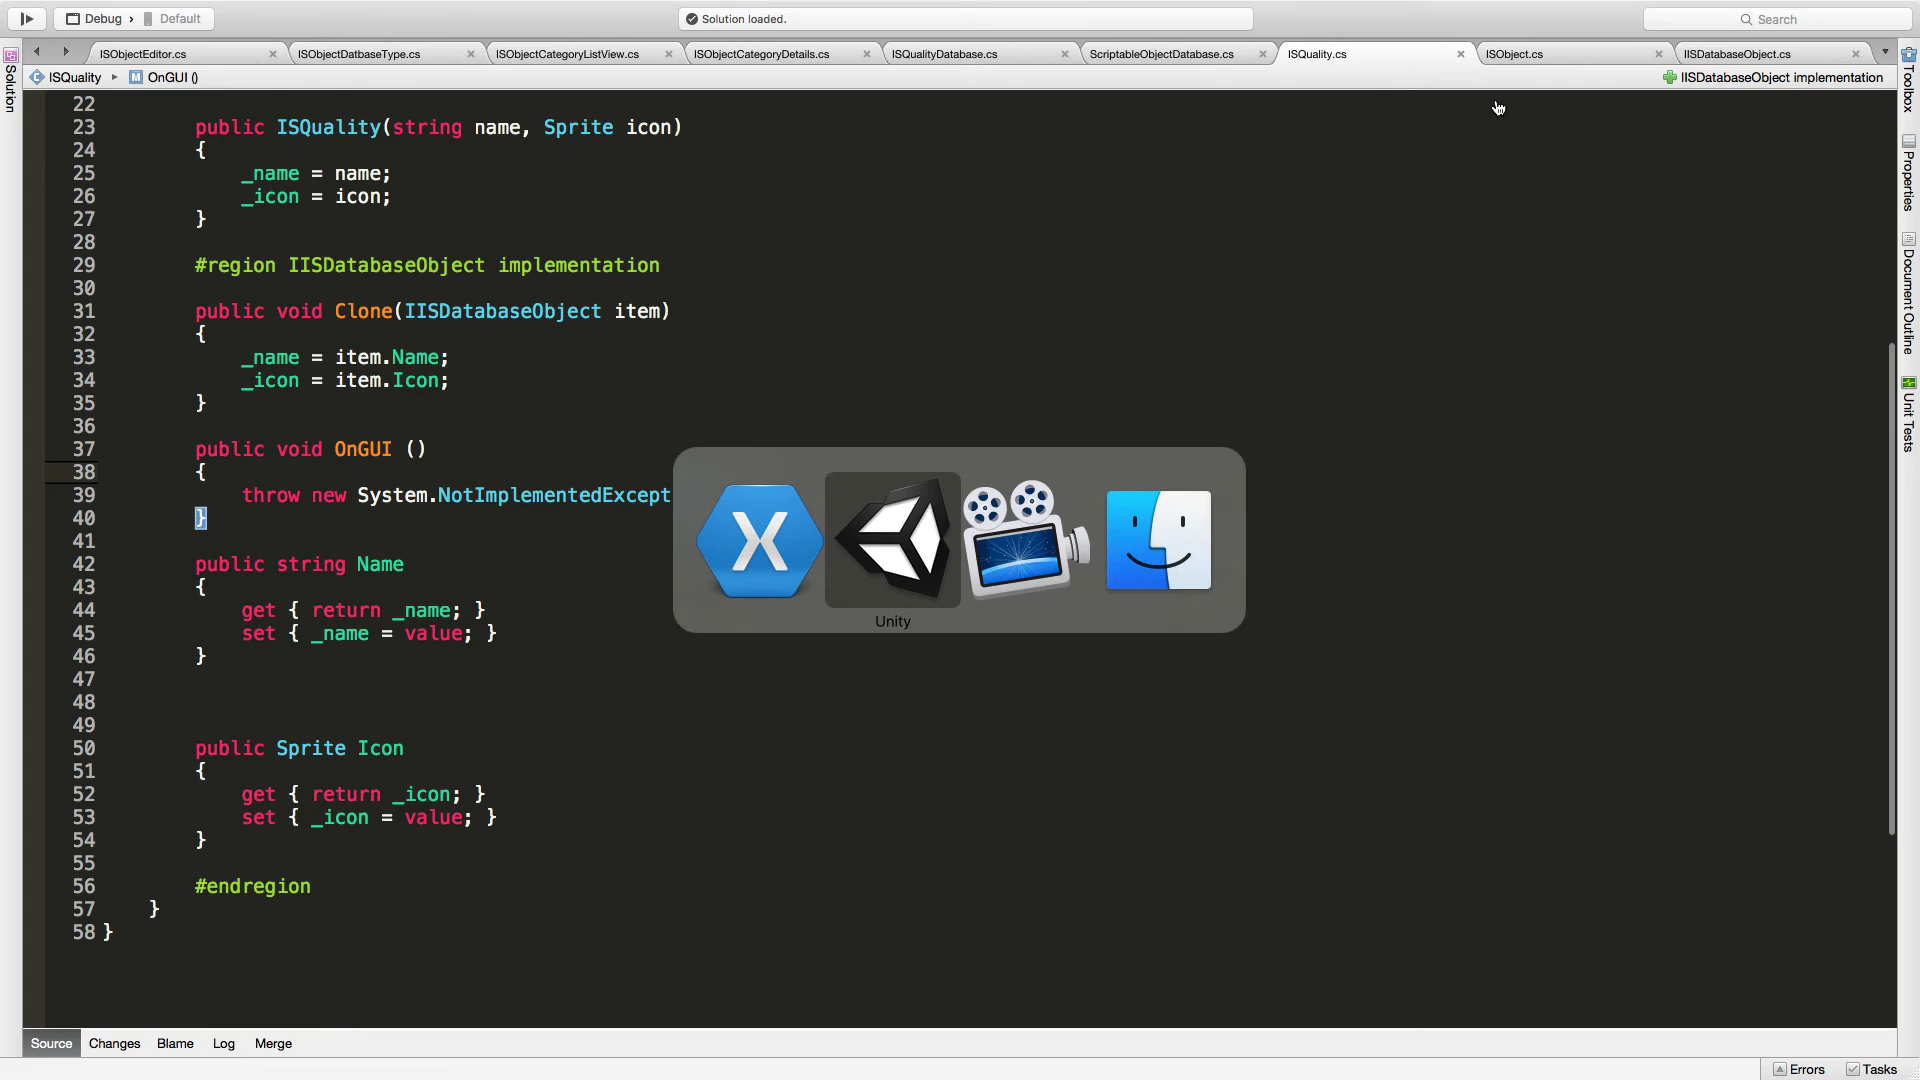 Debug › Default
Solution loaded.
Search
ISObjectEditor.cs
ISObjectDatbaseType.cs
ISObjectCategoryListView.cs
ISObjectCategoryDetails.cs
ISQualityDatabase.cs
ScriptableObjectDatabase.cs
ISQuality.cs
ISObject.cs
IISDatabaseObject.cs
ISQuality
OnGUI ()
IISDatabaseObject implementation
Solution
Toolbox
Properties
Document Outline
Unit Tests
22
23 public ISQuality(string name, Sprite icon)
24 {
25 _name = name;
26 _icon = icon;
27 }
28
29 #region IISDatabaseObject implementation
30
31 public void Clone(IISDatabaseObject item)
32 {
33 _name = item.Name;
34 _icon = item.Icon;
35 }
36
37 public void OnGUI ()
38 {
39 throw new System.NotImplementedExcept
40 }
41
42 public string Name
43 {
44 get { return _name; }
45 set { _name = value; }
46 }
47
48
49
50 public Sprite Icon
51 {
52 get { return _icon; }
53 set { _icon = value; }
54 }
55
56 #endregion
57 }
58 }
Unity
Source Changes Blame Log Merge
Errors Tasks